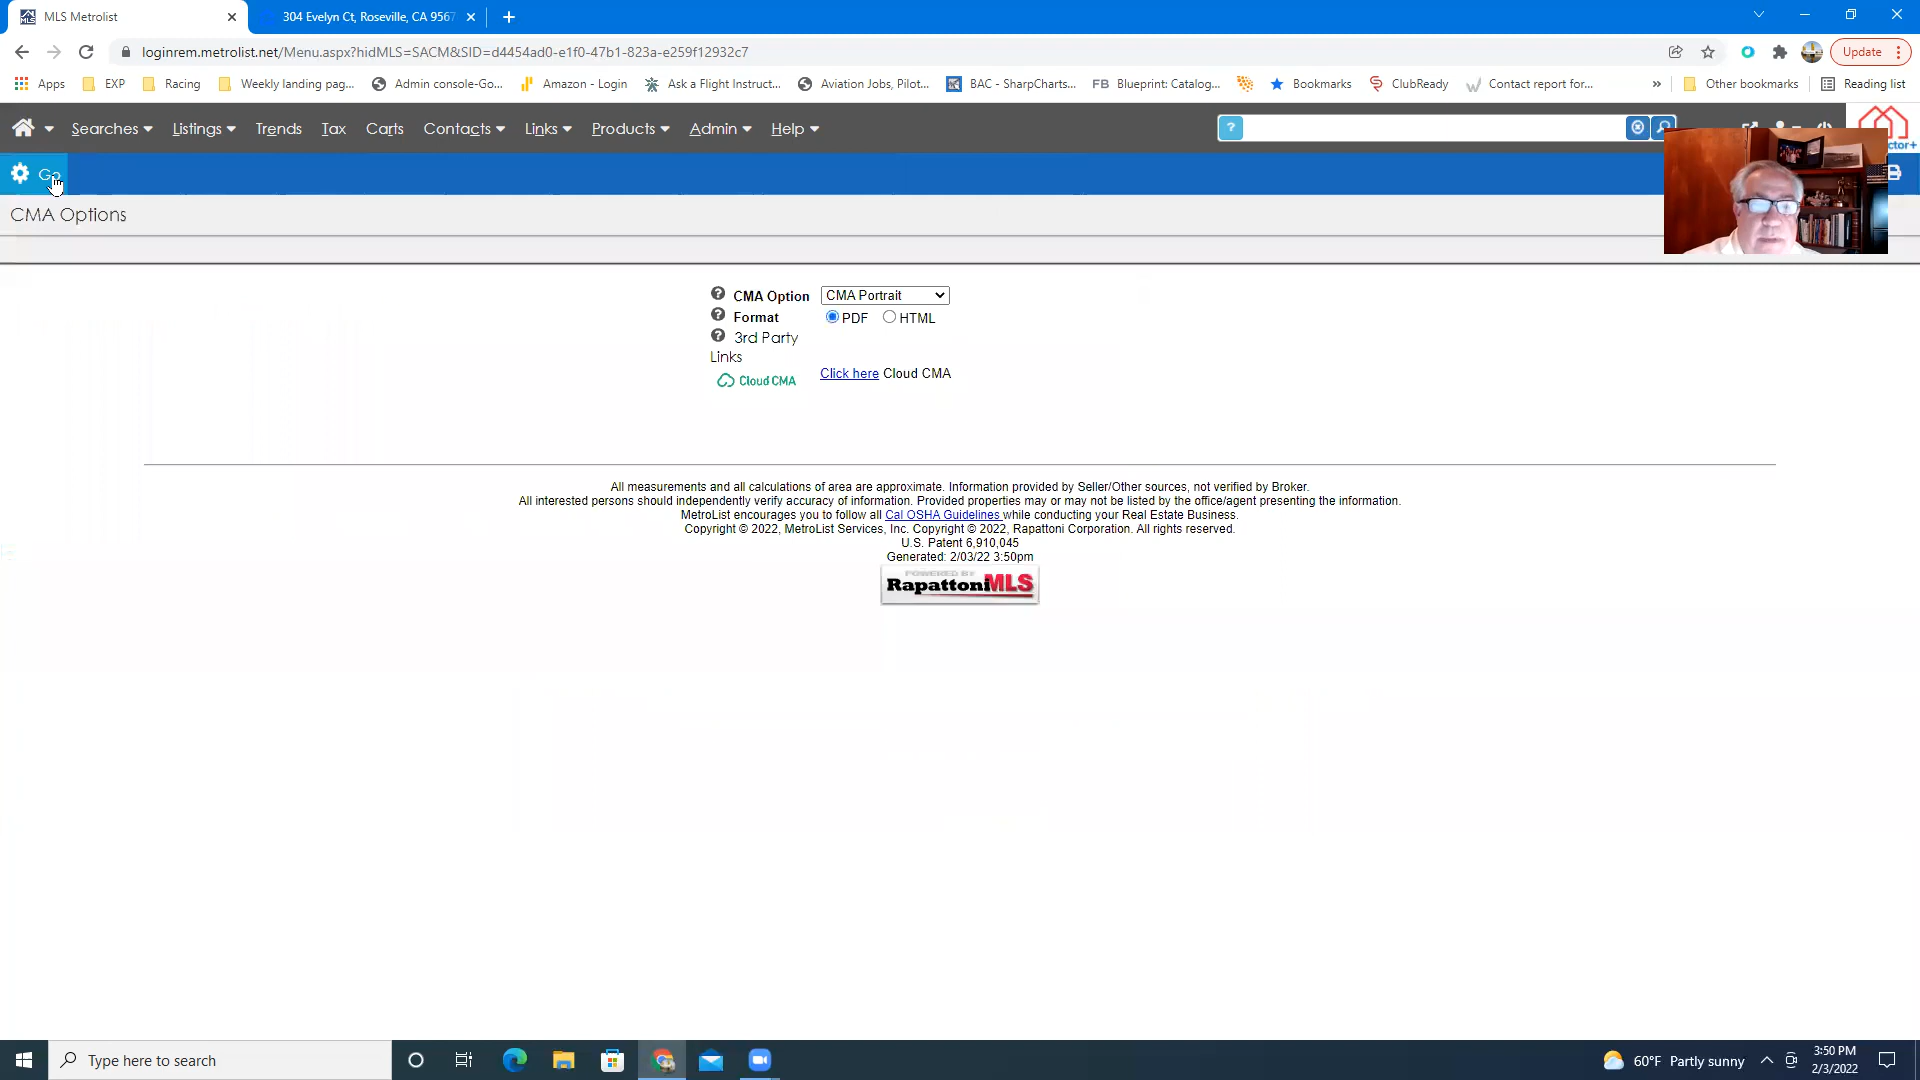 MLS Metrolist
304 Evelyn Ct, Roseville, CA 9567
loginrem.metrolist.net/Menu.aspx?hidMLS=SACM&SID=d4454ad0-e1f0-47b1-823a-e259f12932c7
Update
Apps EXP Racing Weekly landing pag... Admin console-Go... Amazon - Login Ask a Flight Instruct... Aviation Jobs, Pilot... BAC - SharpCharts... FB Blueprint: Catalog... Bookmarks ClubReady Contact report for... » Other bookmarks Reading list
Searches Listings Trends Tax Carts Contacts Links Products Admin Help ?
ctor+
Go
CMA Options
? CMA Option CMA Portrait
? Format PDF HTML
? 3rd Party
Links
Cloud CMA Click here Cloud CMA
All measurements and all calculations of area are approximate. Information provided by Seller/Other sources, not verified by Broker.
All interested persons should independently verify accuracy of information. Provided properties may or may not be listed by the office/agent presenting the information.
MetroList encourages you to follow all Cal OSHA Guidelines while conducting your Real Estate Business.
Copyright © 2022, MetroList Services, Inc. Copyright © 2022, Rapattoni Corporation. All rights reserved.
U.S. Patent 6,910,045
Generated: 2/03/22 3:50pm
POWERED BY
RapattoniMLS
Type here to search
60°F Partly sunny
3:50 PM
2/3/2022